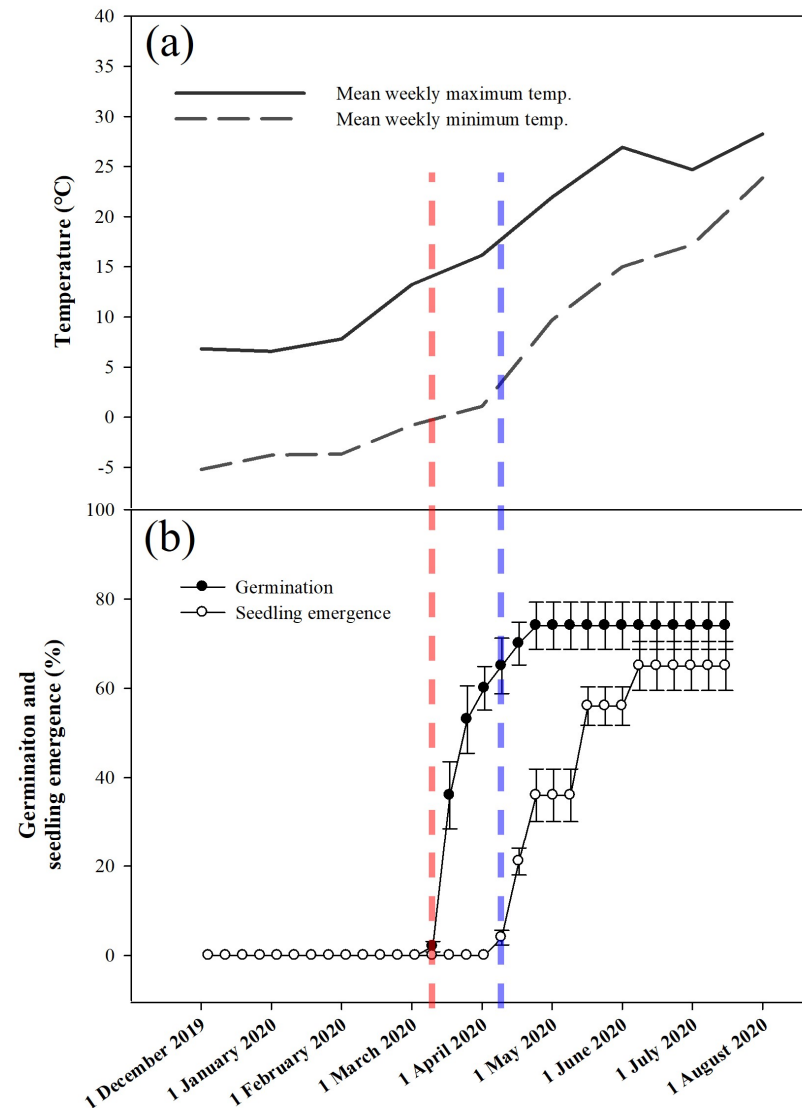 (a)
40
35
30
25
20
15
10
5
0
-5
Temperature (°C)
Mean weekly maximum temp.
Mean weekly minimum temp.
(b)
100
80
60
40
20
0
Germinaiton and
seedling emergence (%)
Germination
Seedling emergence
1 December 2019
1 January 2020
1 February 2020
1 March 2020
1 April 2020
1 May 2020
1 June 2020
1 July 2020
1 August 2020